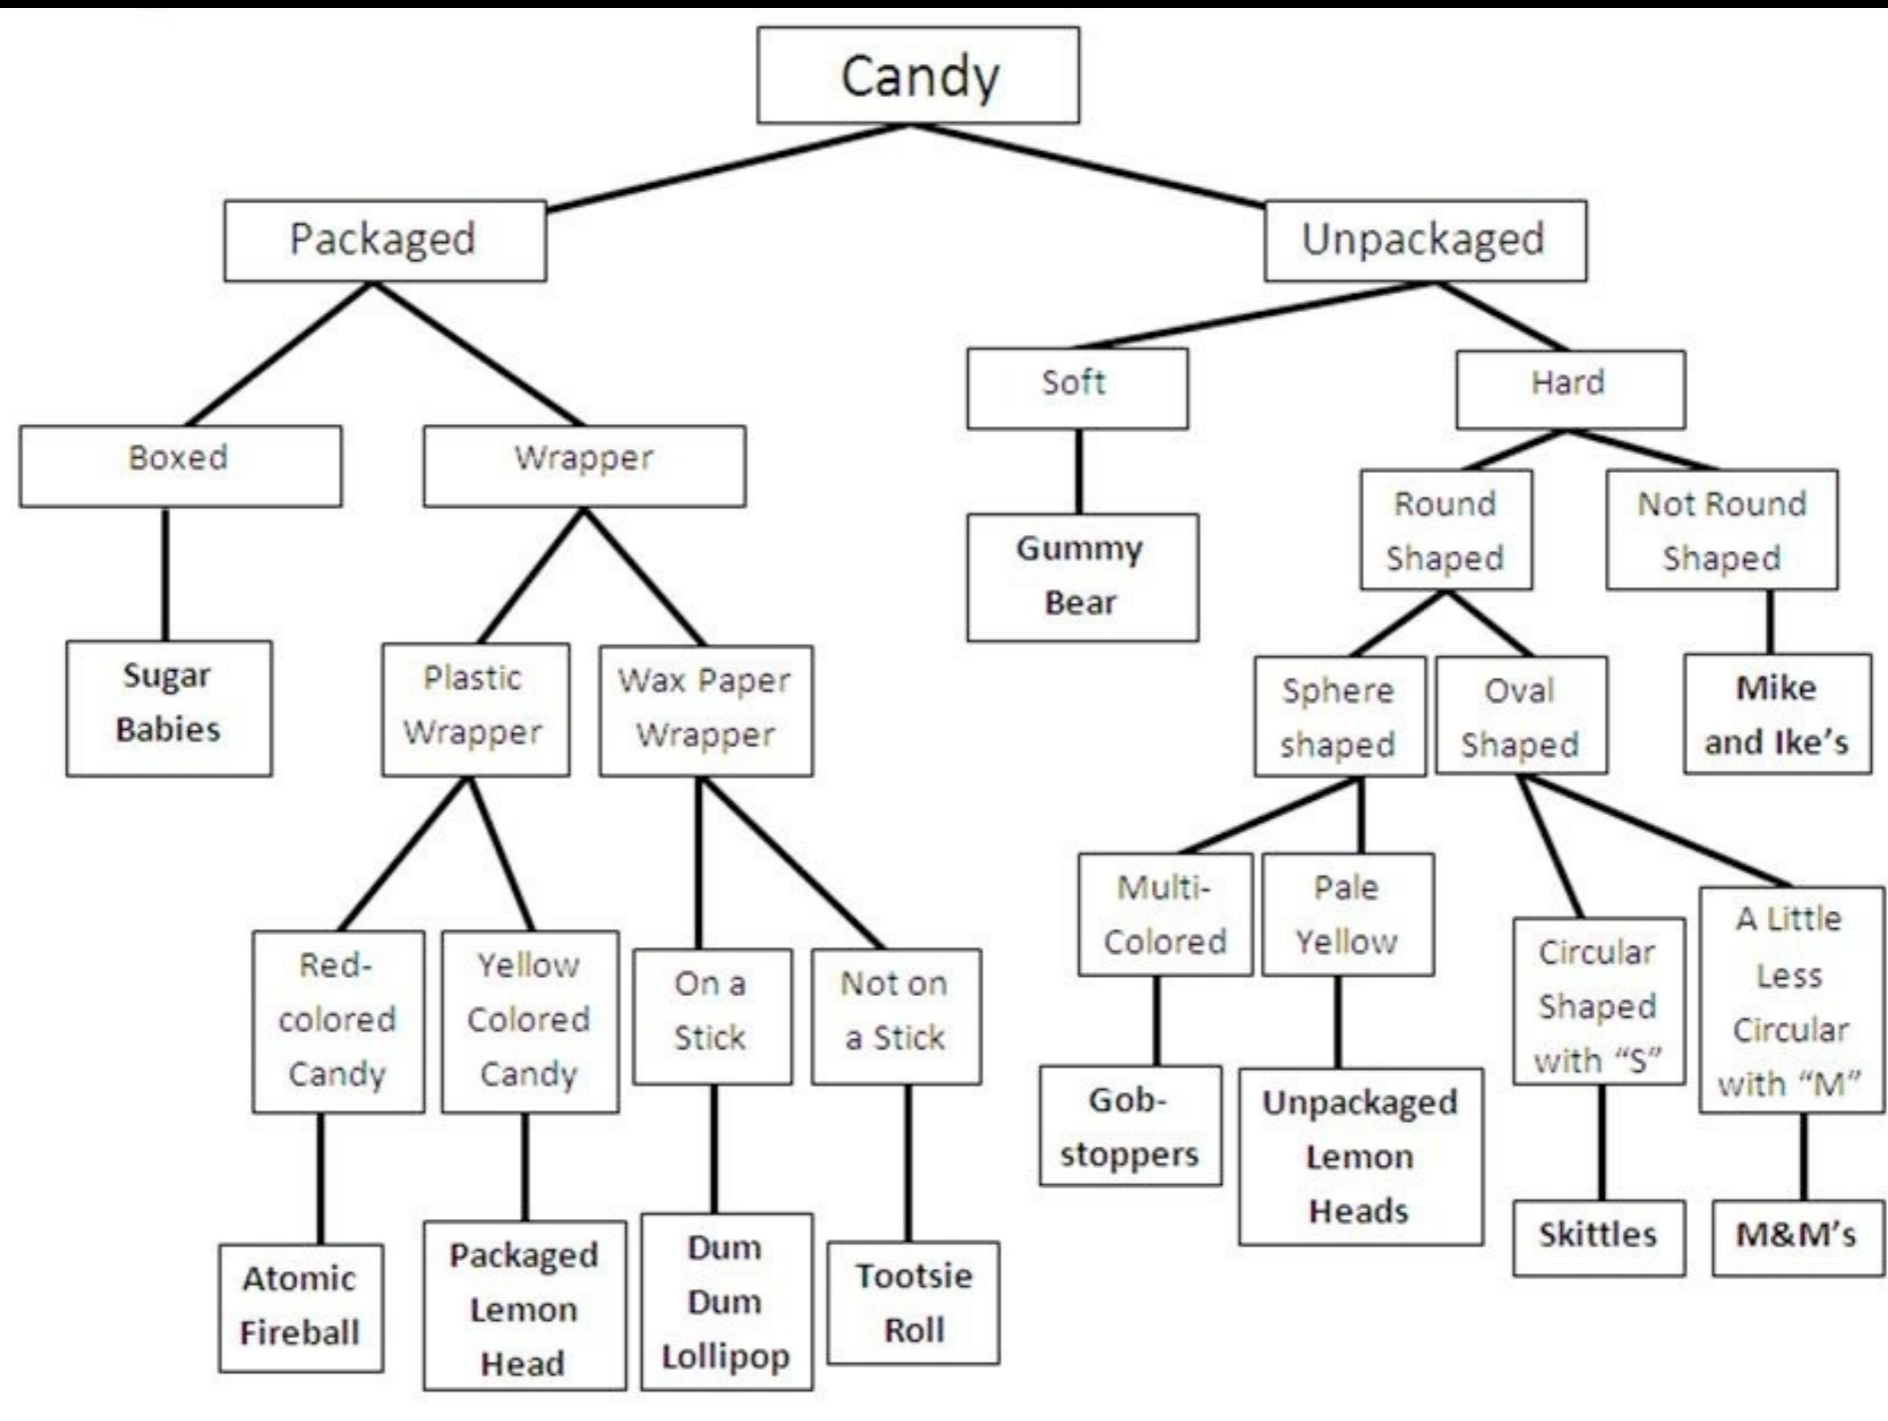 Candy
Packaged
Unpackaged
Soft
Hard
Boxed
Wrapper
Round
Shaped
Not Round
Shaped
Gummy
Bear
Sugar
Babies
Plastic
Wrapper
Wax Paper
Wrapper
Sphere
shaped
Oval
Shaped
Mike
and Ike’s
Multi-
Colored
Pale
Yellow
Circular
Shaped
with “S”
A Little
Less
Circular
with “M”
Red-
colored
Candy
Yellow
Colored
Candy
On a
Stick
Not on
a Stick
Gob-
stoppers
Unpackaged
Lemon
Heads
Skittles
M&M’s
Atomic
Fireball
Packaged
Lemon
Head
Dum
Dum
Lollipop
Tootsie
Roll